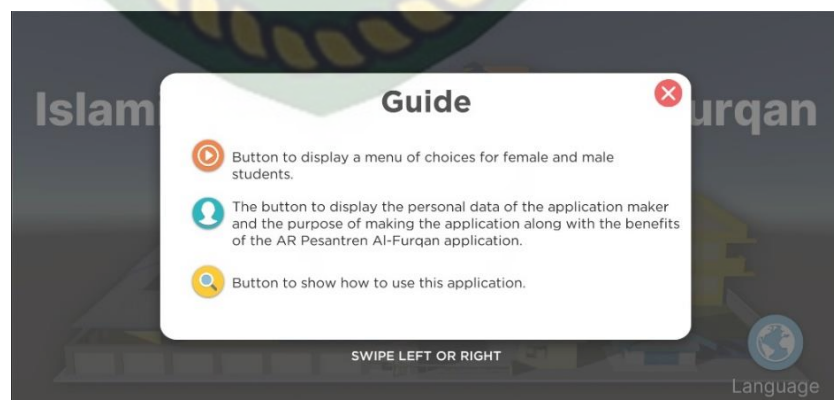 Guide
Islam
urqan
Button to display a menu of choices for female and male
students.
The button to display the personal data of the application maker
and the purpose of making the application along with the benefits
of the AR Pesantren Al-Furqan application.
Button to show how to use this application.
SWIPE LEFT OR RIGHT
Language